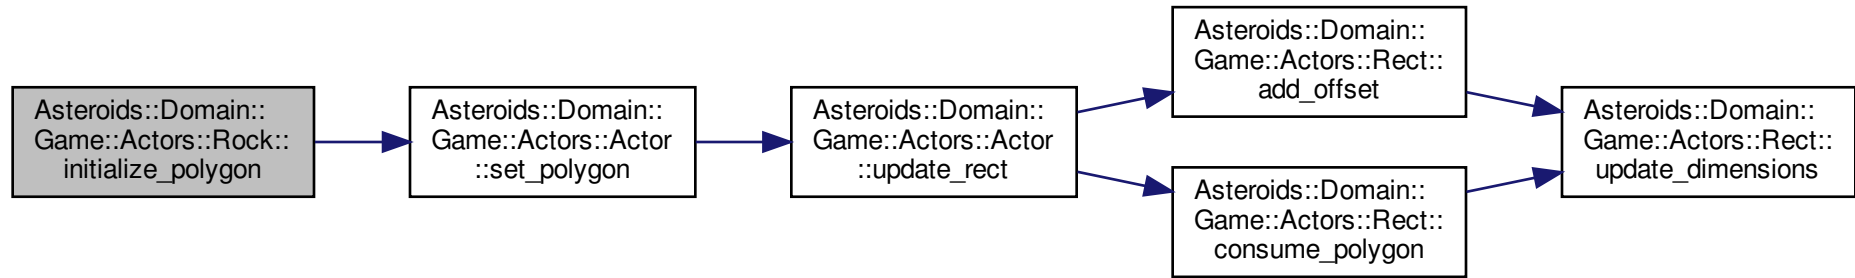 Asteroids::Domain::
Game::Actors::Rock::
initialize_polygon
Asteroids::Domain::
Game::Actors::Actor
::set_polygon
Asteroids::Domain::
Game::Actors::Actor
::update_rect
Asteroids::Domain::
Game::Actors::Rect::
add_offset
Asteroids::Domain::
Game::Actors::Rect::
consume_polygon
Asteroids::Domain::
Game::Actors::Rect::
update_dimensions